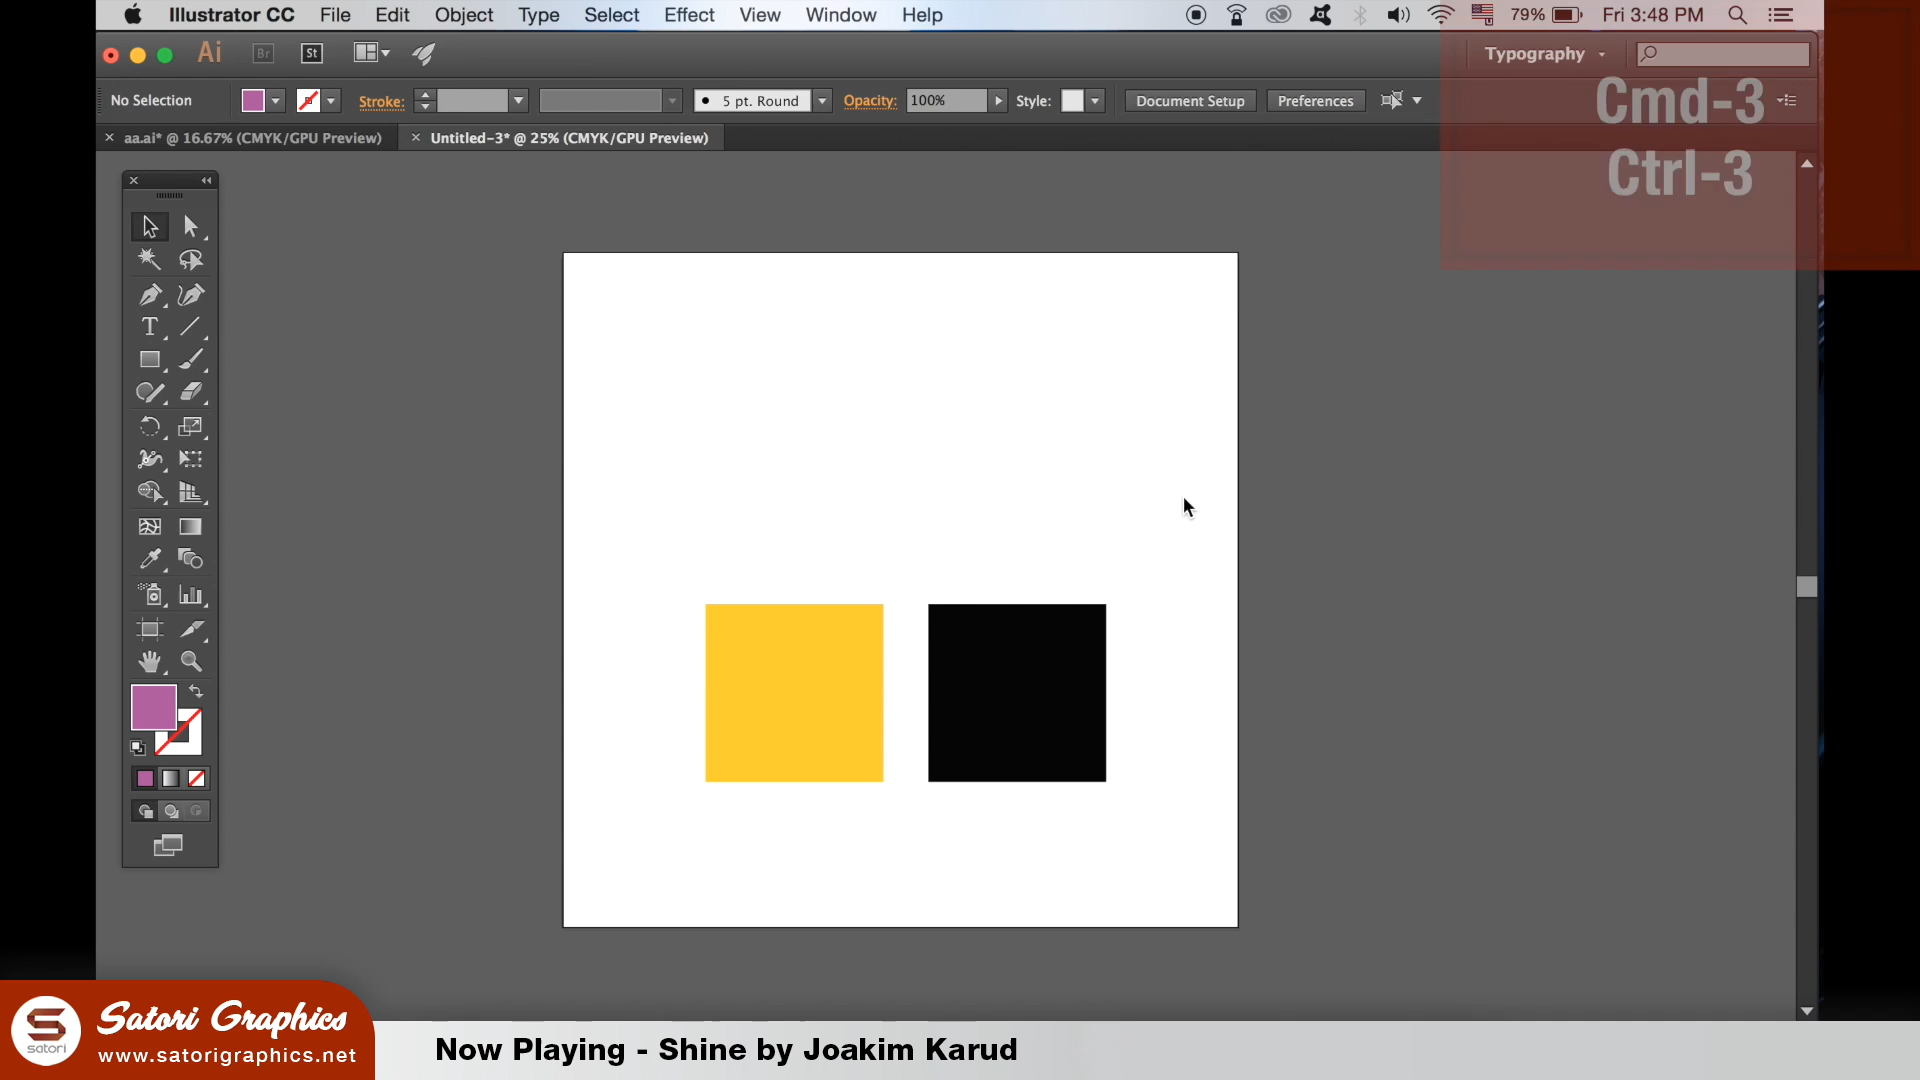 Illustrator CC File Edit Object Type Select Effect View Window Help 79% Fri 3:48 PM
Ai Br St Typography
No Selection Stroke: 5 pt. Round Opacity: 100% Style: Document Setup Preferences
Cmd-3
Ctrl-3
× aa.ai* @ 16.67% (CMYK/GPU Preview) × Untitled-3* @ 25% (CMYK/GPU Preview)
Satori Graphics
satori
www.satorigraphics.net
Now Playing - Shine by Joakim Karud